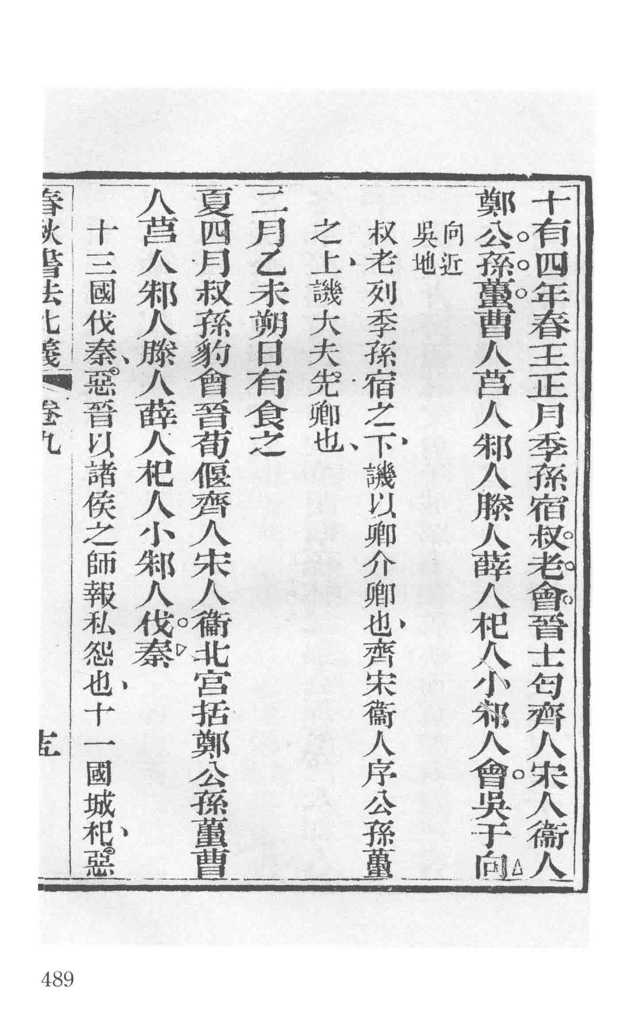 十有四年春王正月季孫宿叔老會晉士匄齊人宋人衞人
鄭公孫蠆曹人莒人邾人滕人薛人杞人小邾人會吳于向
向近
吳地
叔老列季孫宿之下譏以卿介卿也齊宋衞人序公孫蠆
之上譏大夫先卿也
二月乙未朔日有食之
夏四月叔孫豹會晉荀偃齊人宋人衞北宮括鄭公孫蠆曹
人莒人邾人滕人薛人杞人小邾人伐秦
十三國伐秦惡晉以諸侯之師報私怨也十一國城杞惡
春秋書法比義 卷九 十五
489